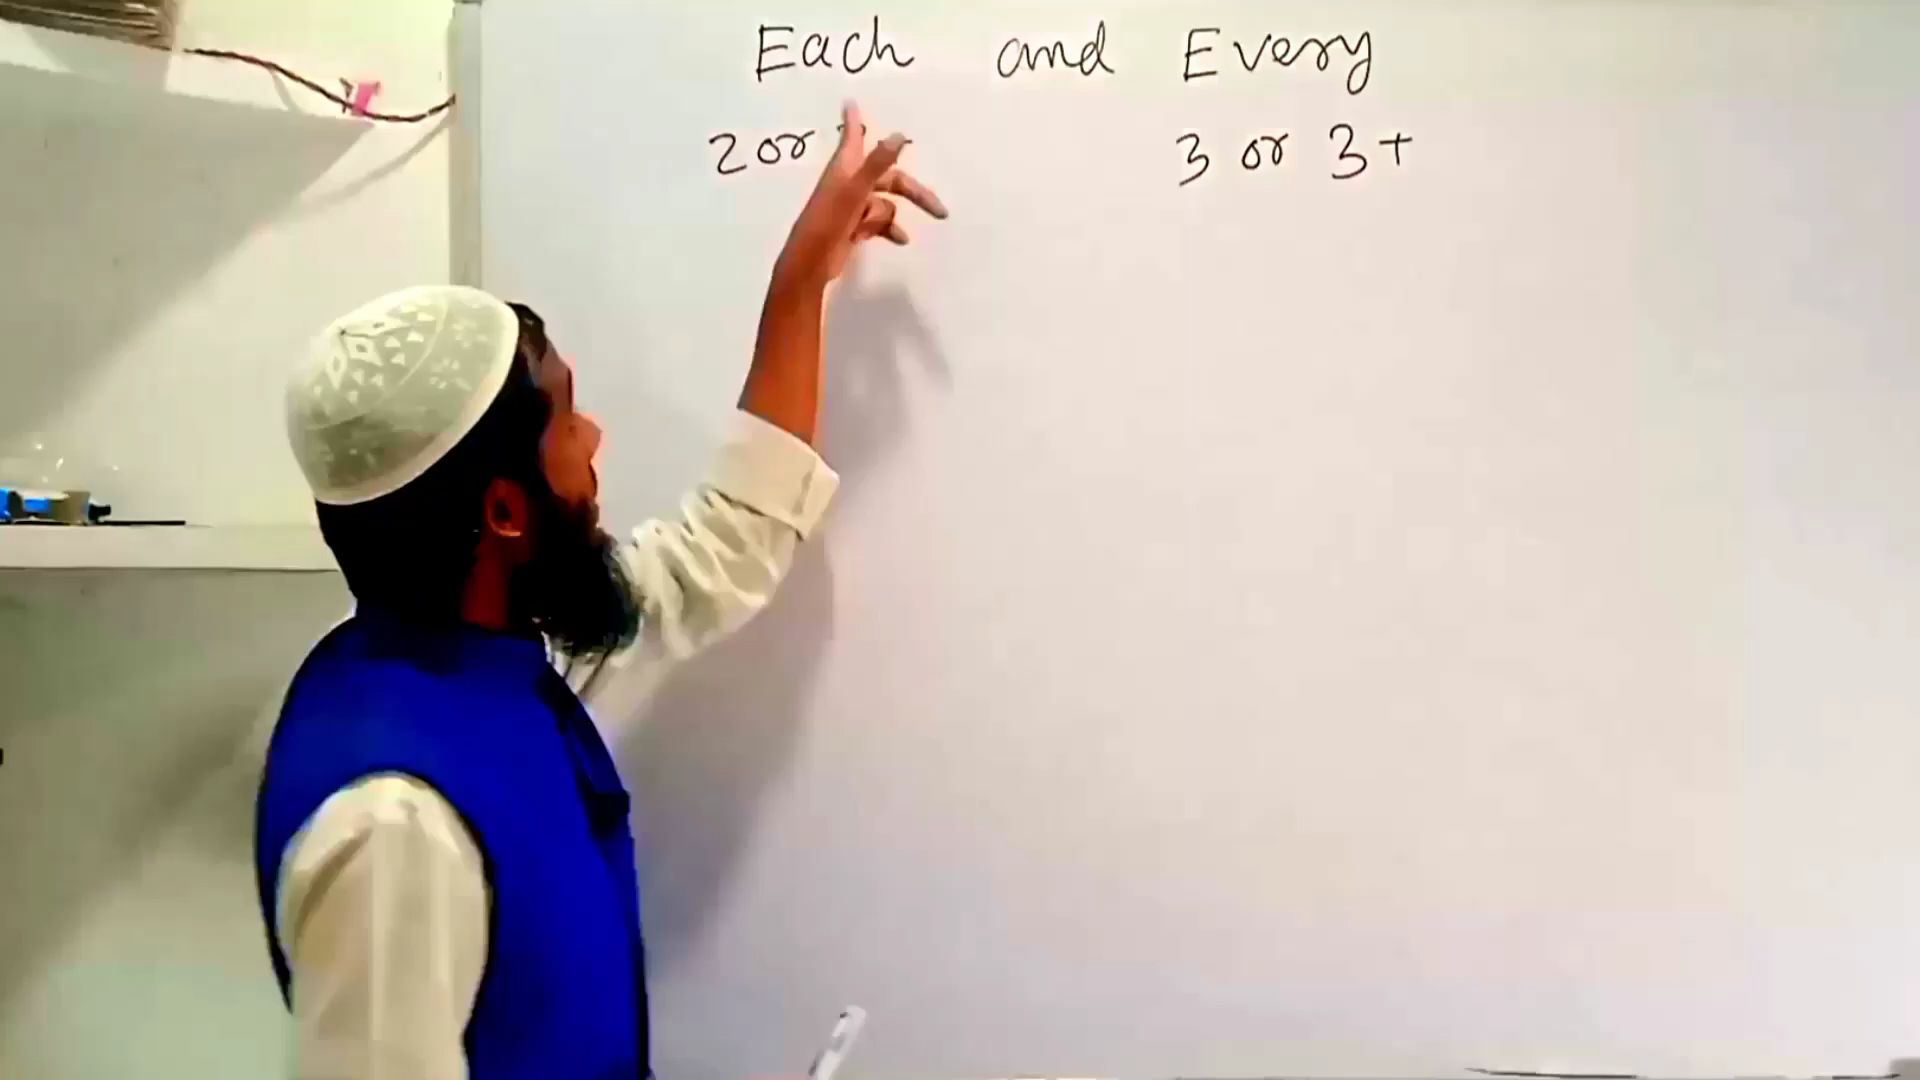 Each and Every
2 or 3 or 3+